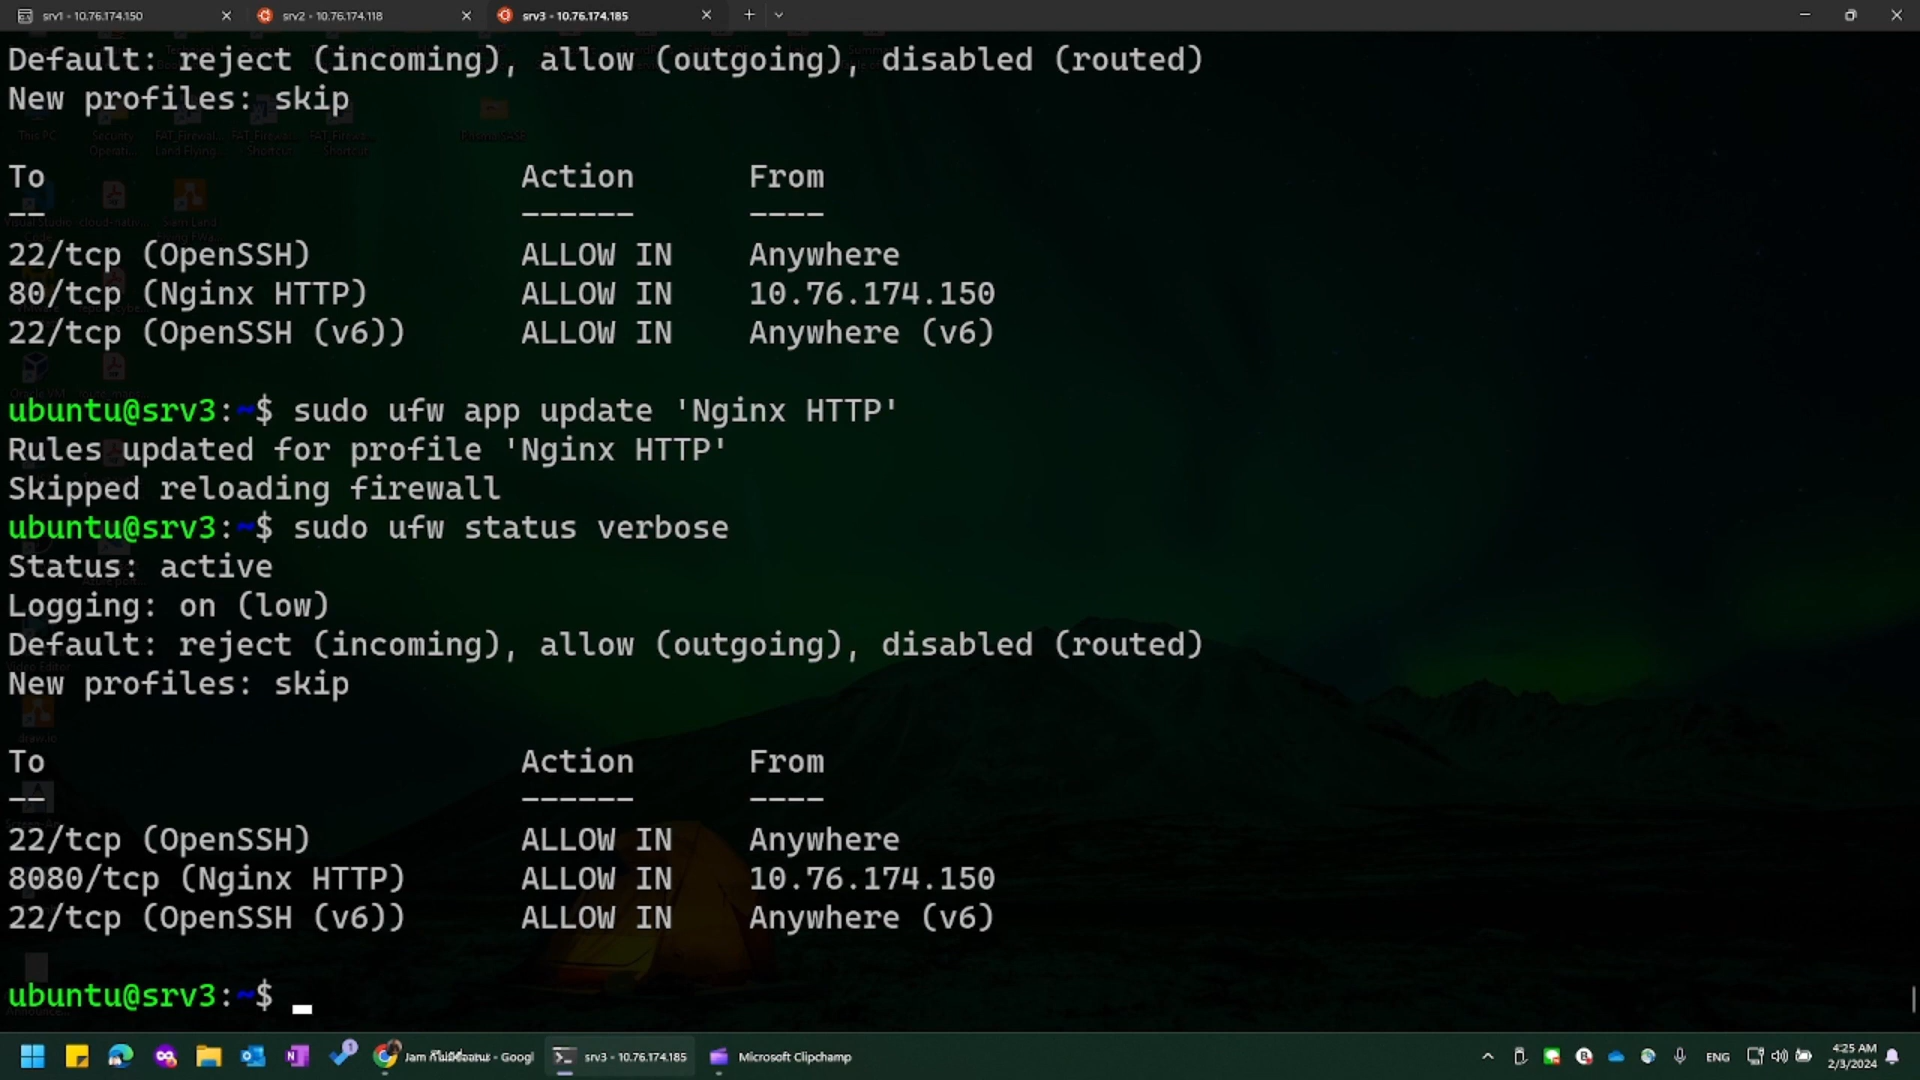 srv1 - 10.76.174.150
srv2 - 10.76.174.118
srv3 - 10.76.174.185
Default: reject (incoming), allow (outgoing), disabled (routed)
New profiles: skip
This PC
To Action From
-- ------ ----
22/tcp (OpenSSH) ALLOW IN Anywhere
80/tcp (Nginx HTTP) ALLOW IN 10.76.174.150
22/tcp (OpenSSH (v6)) ALLOW IN Anywhere (v6)
ubuntu@srv3:~$ sudo ufw app update 'Nginx HTTP'
Rules updated for profile 'Nginx HTTP'
Skipped reloading firewall
ubuntu@srv3:~$ sudo ufw status verbose
Status: active
Logging: on (low)
Default: reject (incoming), allow (outgoing), disabled (routed)
New profiles: skip
draw.io
To Action From
-- ------ ----
22/tcp (OpenSSH) ALLOW IN Anywhere
8080/tcp (Nginx HTTP) ALLOW IN 10.76.174.150
22/tcp (OpenSSH (v6)) ALLOW IN Anywhere (v6)
ubuntu@srv3:~$
Jam - Googl
srv3 - 10.76.174.185
Microsoft Clipchamp
ENG
4:25 AM
2/3/2024